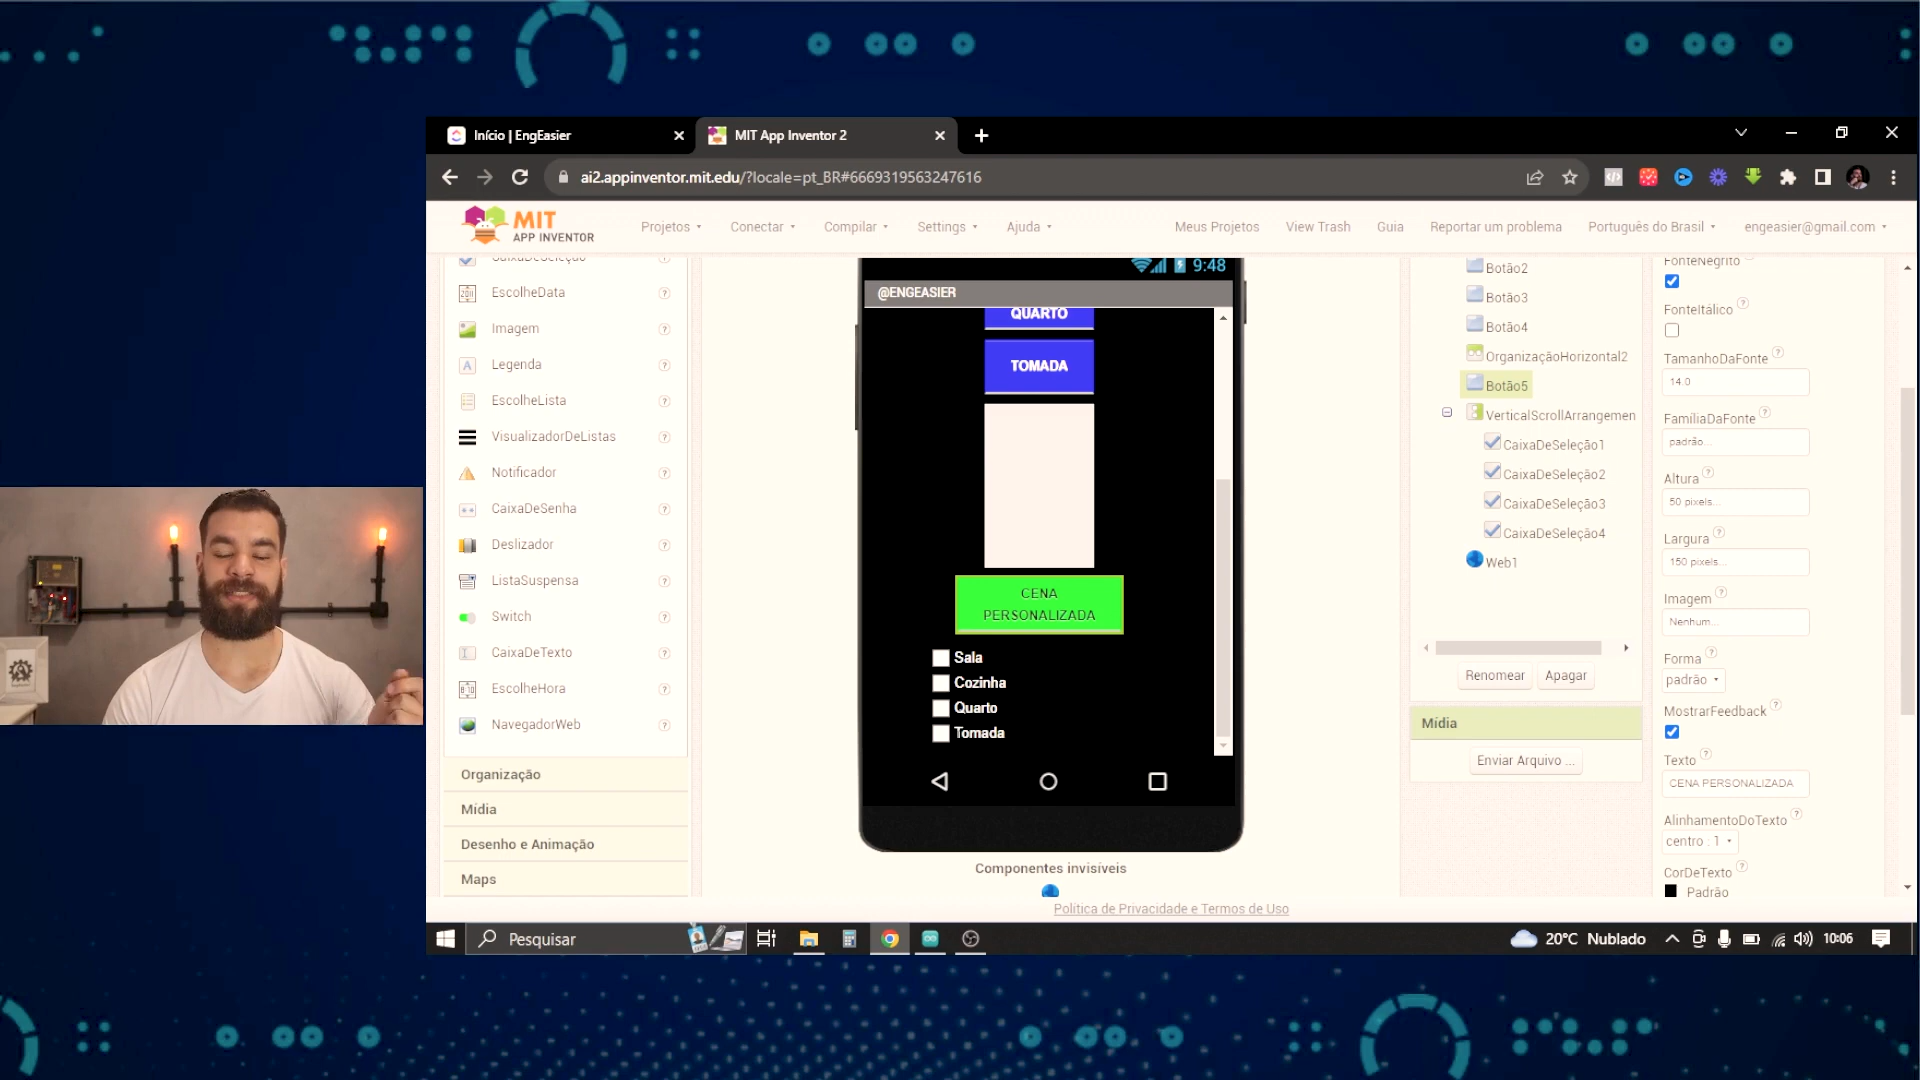 Início | EngEasier
MIT App Inventor 2
ai2.appinventor.mit.edu/?locale=pt_BR#6669319563247616
MIT
APP INVENTOR
Projetos
Conectar
Compilar
Settings
Ajuda
Meus Projetos
View Trash
Guia
Reportar um problema
Português do Brasil
engeasier@gmail.com
CaixaDeSeleção
EscolheData
Imagem
Legenda
EscolheLista
VisualizadorDeListas
Notificador
CaixaDeSenha
Deslizador
ListaSuspensa
Switch
CaixaDeTexto
EscolheHora
NavegadorWeb
Organização
Mídia
Desenho e Animação
Maps
9:48
@ENGEASIER
QUARTO
TOMADA
CENA
PERSONALIZADA
Sala
Cozinha
Quarto
Tomada
Componentes invisíveis
Botão2
Botão3
Botão4
OrganizaçãoHorizontal2
Botão5
VerticalScrollArrangemen
CaixaDeSeleção1
CaixaDeSeleção2
CaixaDeSeleção3
CaixaDeSeleção4
Web1
Renomear
Apagar
Mídia
Enviar Arquivo ...
FonteNegrito
FonteItálico
TamanhoDaFonte
14.0
FamíliaDaFonte
padrão...
Altura
50 pixels...
Largura
150 pixels...
Imagem
Nenhum...
Forma
padrão
MostrarFeedback
Texto
CENA PERSONALIZADA
AlinhamentoDoTexto
centro : 1
CorDeTexto
Padrão
Política de Privacidade e Termos de Uso
Pesquisar
20°C Nublado
10:06